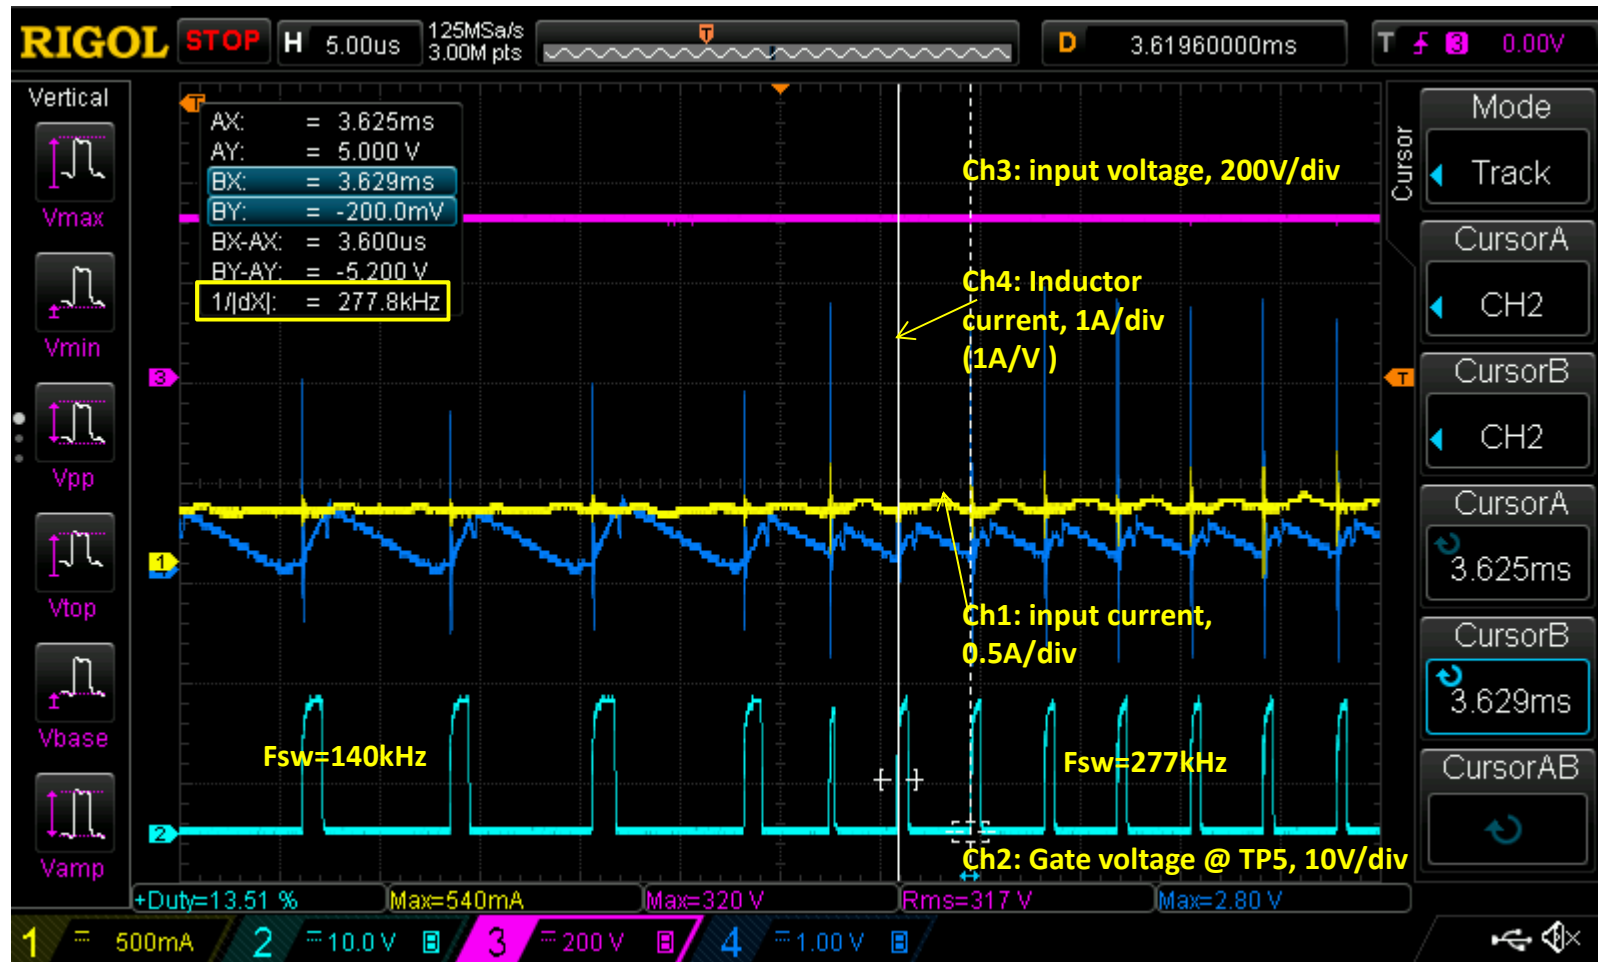 RIGOL STOP H 5.00us 125MSa/s 3.00M pts T D 3.61960000ms T 3 0.00V
Vertical
Vmax
Vmin
Vpp
Vtop
Vbase
Vamp
T
AX: = 3.625ms
AY: = 5.000 V
BX: = 3.629ms
BY: = -200.0mV
BX-AX: = 3.600us
BY-AY: = -5.200 V
1/|dX|: = 277.8kHz
Ch3: input voltage, 200V/div
Ch4: Inductor
current, 1A/div
(1A/V )
3
T
1
Ch1: input current,
0.5A/div
Fsw=140kHz
Fsw=277kHz
2
Ch2: Gate voltage @ TP5, 10V/div
Cursor
Mode
Track
CursorA
CH2
CursorB
CH2
CursorA
3.625ms
CursorB
3.629ms
CursorAB
+Duty=13.51 % Max=540mA Max=320 V Rms=317 V Max=2.80 V
1 = 500mA 2 = 10.0 V B 3 = 200 V B 4 = 1.00 V B